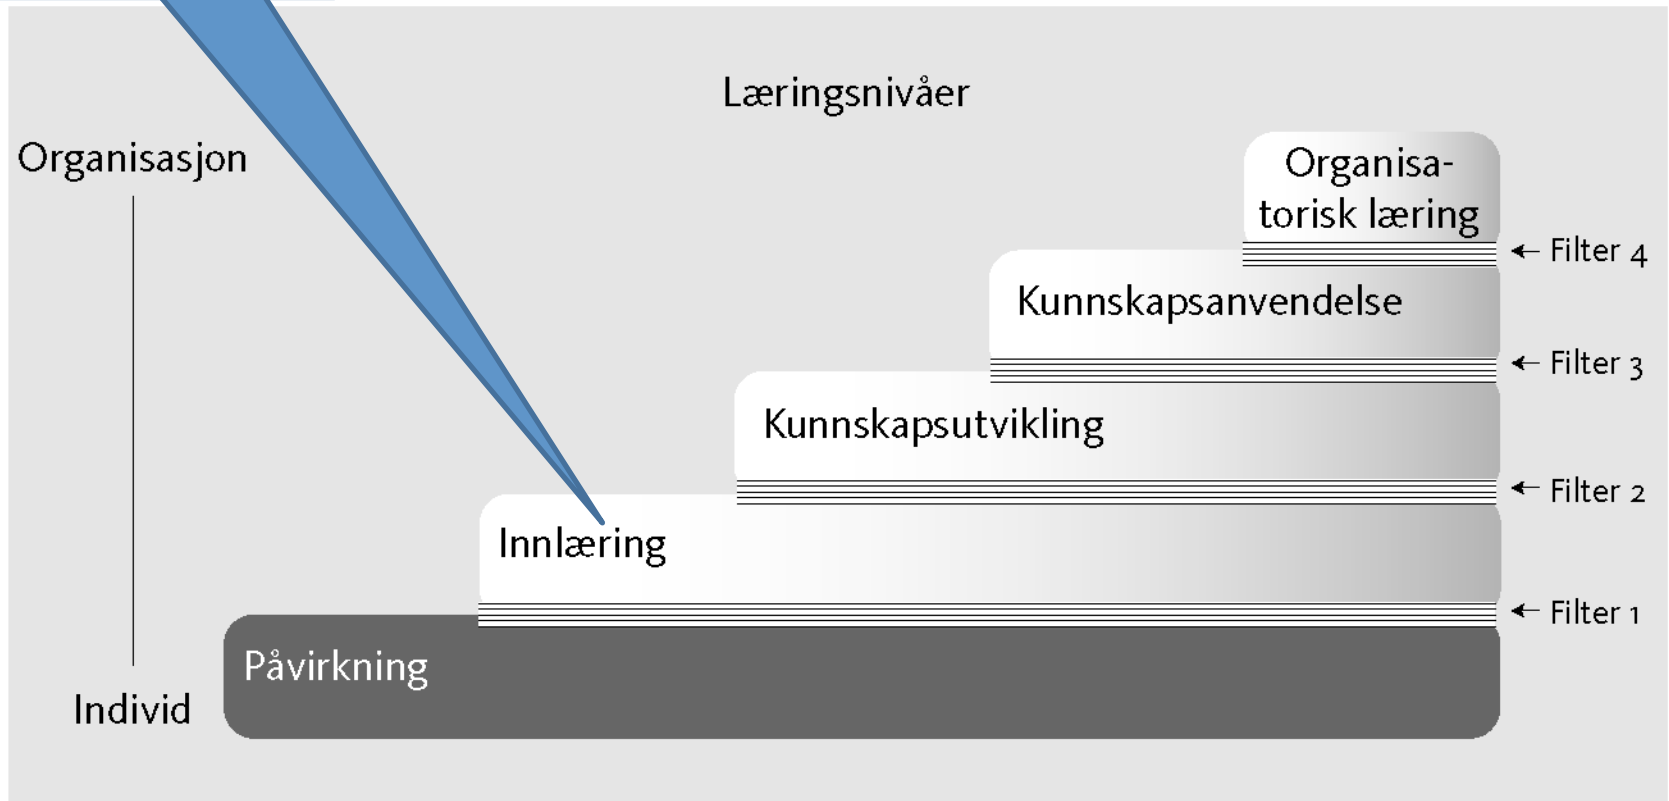 Læringsnivåer
Organisasjon
Organisa-
torisk læring
← Filter 4
Kunnskapsanvendelse
← Filter 3
Kunnskapsutvikling
← Filter 2
Innlæring
← Filter 1
Påvirkning
Individ